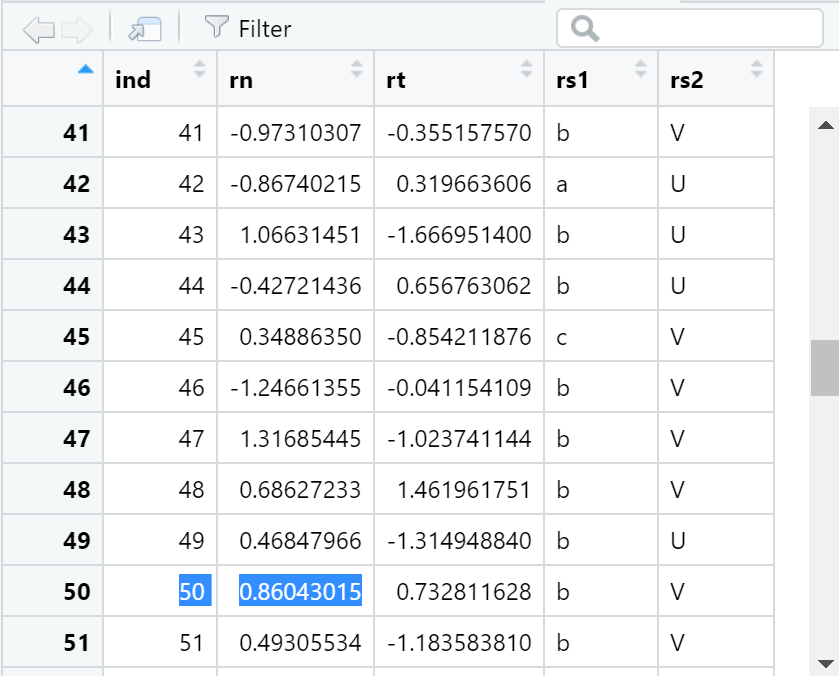 Filter
ind rn rt rs1 rs2
41 41 -0.97310307 -0.355157570 b V
42 42 -0.86740215 0.319663606 a U
43 43 1.06631451 -1.666951400 b U
44 44 -0.42721436 0.656763062 b U
45 45 0.34886350 -0.854211876 c V
46 46 -1.24661355 -0.041154109 b V
47 47 1.31685445 -1.023741144 b V
48 48 0.68627233 1.461961751 b V
49 49 0.46847966 -1.314948840 b U
50 50 0.86043015 0.732811628 b V
51 51 0.49305534 -1.183583810 b V